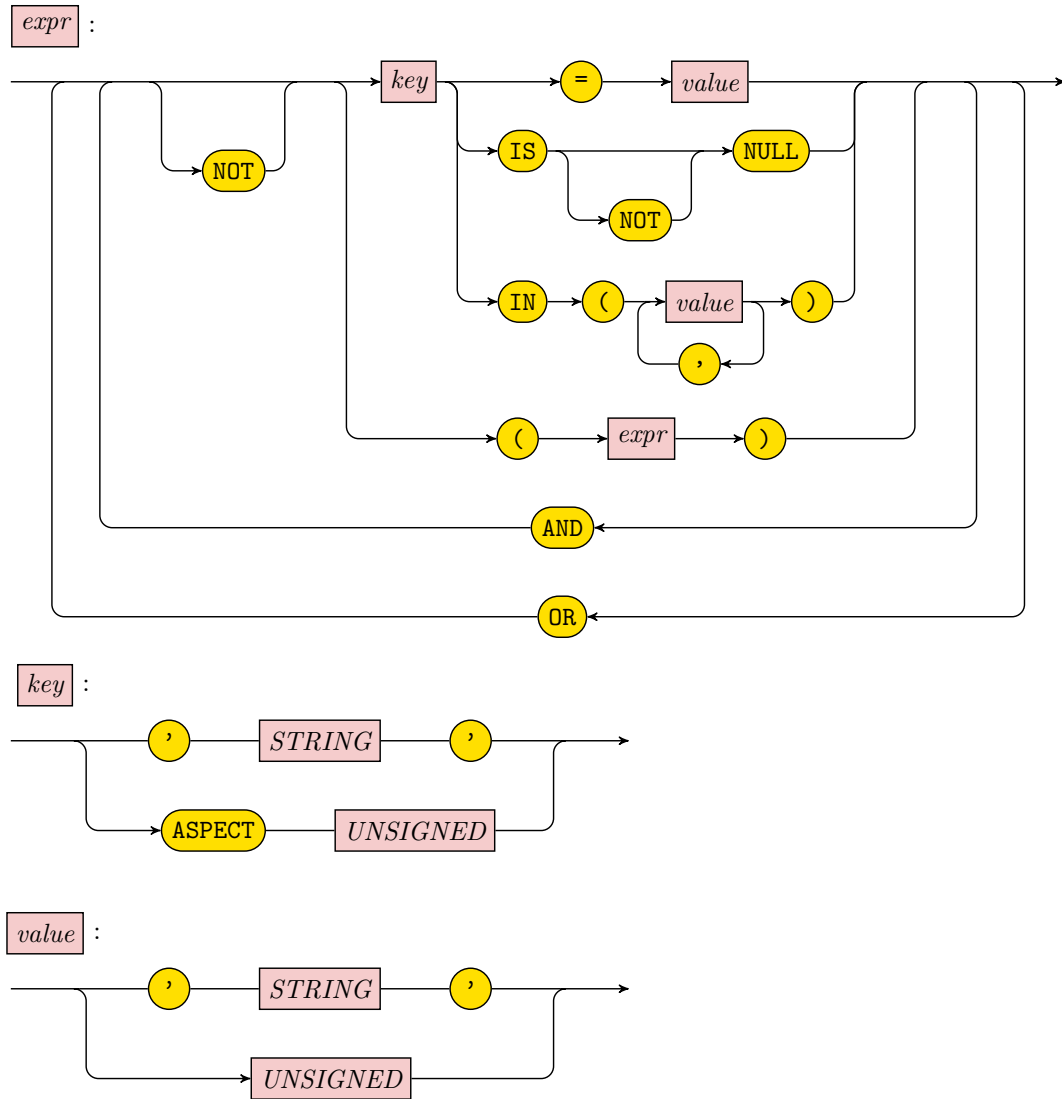 expr :
key = value
IS NULL
NOT
NOT
IN ( value )
,
( expr )
AND
OR
key :
' STRING '
ASPECT UNSIGNED
value :
' STRING '
UNSIGNED